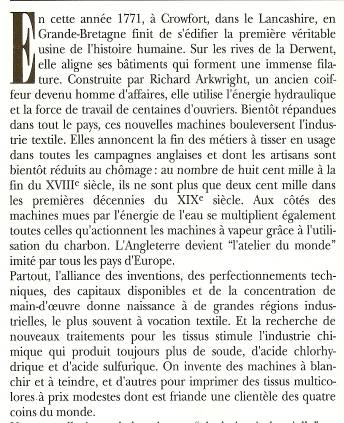 En cette année 1771, à Crowfort, dans le Lancashire, en
Grande-Bretagne finit de s'édifier la première véritable
usine de l'histoire humaine. Sur les rives de la Derwent,
elle aligne ses bâtiments qui forment une immense fila-
ture. Construite par Richard Arkwright, un ancien coif-
feur devenu homme d'affaires, elle utilise l'énergie hydraulique
et la force de travail de centaines d'ouvriers. Bientôt répandues
dans tout le pays, ces nouvelles machines bouleversent l'indus-
trie textile. Elles annoncent la fin des métiers à tisser en usage
dans toutes les campagnes anglaises et dont les artisans sont
bientôt réduits au chômage : au nombre de huit cent mille à la
fin du XVIIIe siècle, ils ne sont plus que deux cent mille dans
les premières décennies du XIXe siècle. Aux côtés des
machines mues par l'énergie de l'eau se multiplient également
toutes celles qu'actionnent les machines à vapeur grâce à l'utili-
sation du charbon. L'Angleterre devient "l'atelier du monde"
imité par tous les pays d'Europe.
Partout, l'alliance des inventions, des perfectionnements tech-
niques, des capitaux disponibles et de la concentration de
main-d'œuvre donne naissance à de grandes régions indus-
trielles, le plus souvent à vocation textile. Et la recherche de
nouveaux traitements pour les tissus stimule l'industrie chi-
mique qui produit toujours plus de soude, d'acide chlorhy-
drique et d'acide sulfurique. On invente des machines à blan-
chir et à teindre, et d'autres pour imprimer des tissus multico-
lores à prix modestes dont est friande une clientèle des quatre
coins du monde.